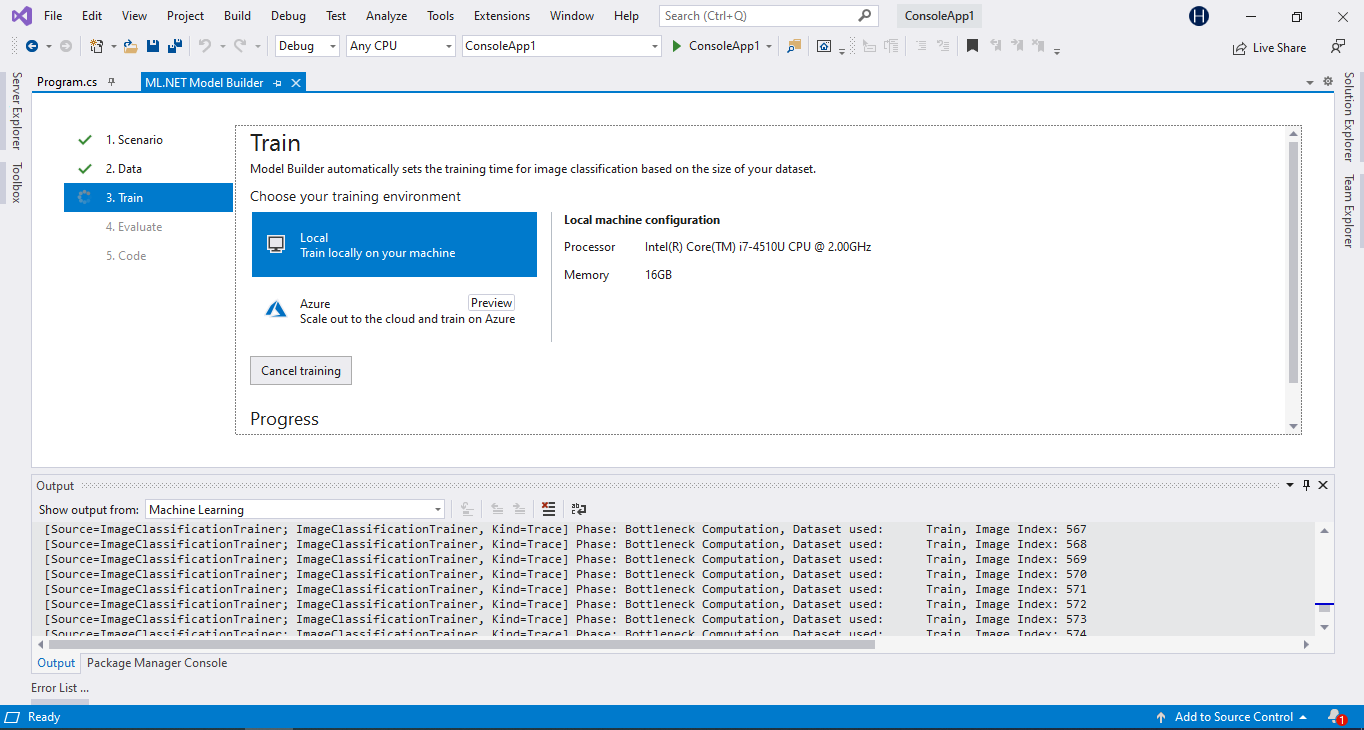 File Edit View Project Build Debug Test Analyze Tools Extensions Window Help Search (Ctrl+Q) ConsoleApp1 H
Debug Any CPU ConsoleApp1 ConsoleApp1 Live Share
Server Explorer
Toolbox
Program.cs ML.NET Model Builder
Solution Explorer
Team Explorer
1. Scenario
2. Data
3. Train
4. Evaluate
5. Code
Train
Model Builder automatically sets the training time for image classification based on the size of your dataset.
Choose your training environment
Local
Train locally on your machine
Azure Preview
Scale out to the cloud and train on Azure
Local machine configuration
Processor Intel(R) Core(TM) i7-4510U CPU @ 2.00GHz
Memory 16GB
Cancel training
Progress
Output
Show output from: Machine Learning
[Source=ImageClassificationTrainer; ImageClassificationTrainer, Kind=Trace] Phase: Bottleneck Computation, Dataset used: Train, Image Index: 567
[Source=ImageClassificationTrainer; ImageClassificationTrainer, Kind=Trace] Phase: Bottleneck Computation, Dataset used: Train, Image Index: 568
[Source=ImageClassificationTrainer; ImageClassificationTrainer, Kind=Trace] Phase: Bottleneck Computation, Dataset used: Train, Image Index: 569
[Source=ImageClassificationTrainer; ImageClassificationTrainer, Kind=Trace] Phase: Bottleneck Computation, Dataset used: Train, Image Index: 570
[Source=ImageClassificationTrainer; ImageClassificationTrainer, Kind=Trace] Phase: Bottleneck Computation, Dataset used: Train, Image Index: 571
[Source=ImageClassificationTrainer; ImageClassificationTrainer, Kind=Trace] Phase: Bottleneck Computation, Dataset used: Train, Image Index: 572
[Source=ImageClassificationTrainer; ImageClassificationTrainer, Kind=Trace] Phase: Bottleneck Computation, Dataset used: Train, Image Index: 573
[Source=ImageClassificationTrainer; ImageClassificationTrainer, Kind=Trace] Phase: Bottleneck Computation, Dataset used: Train, Image Index: 574
Output Package Manager Console
Error List ...
Ready Add to Source Control 1